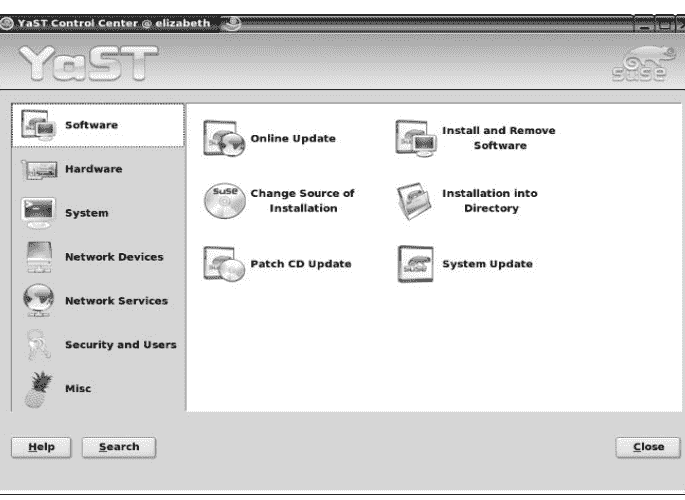 YaST Control Center @ elizabeth
YaST
suse
Software
Hardware
System
Network Devices
Network Services
Security and Users
Misc
Online Update
Install and Remove
Software
suse
Change Source of
Installation
Installation into
Directory
Patch CD Update
System Update
Help
Search
Close